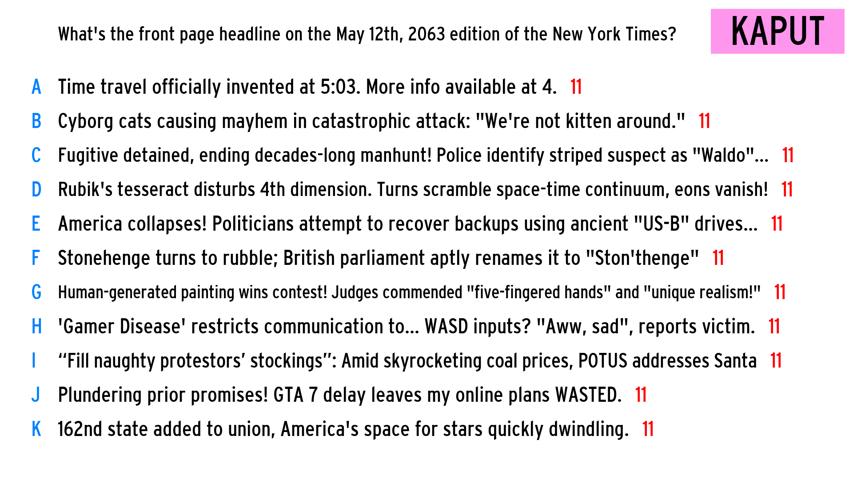 What's the front page headline on the May 12th, 2063 edition of the New York Times?
KAPUT
A Time travel officially invented at 5:03. More info available at 4. 11
B Cyborg cats causing mayhem in catastrophic attack: "We're not kitten around." 11
C Fugitive detained, ending decades-long manhunt! Police identify striped suspect as "Waldo"... 11
D Rubik's tesseract disturbs 4th dimension. Turns scramble space-time continuum, eons vanish! 11
E America collapses! Politicians attempt to recover backups using ancient "US-B" drives... 11
F Stonehenge turns to rubble; British parliament aptly renames it to "Ston'thenge" 11
G Human-generated painting wins contest! Judges commended "five-fingered hands" and "unique realism!" 11
H 'Gamer Disease' restricts communication to... WASD inputs? "Aww, sad", reports victim. 11
I “Fill naughty protestors’ stockings”: Amid skyrocketing coal prices, POTUS addresses Santa 11
J Plundering prior promises! GTA 7 delay leaves my online plans WASTED. 11
K 162nd state added to union, America's space for stars quickly dwindling. 11